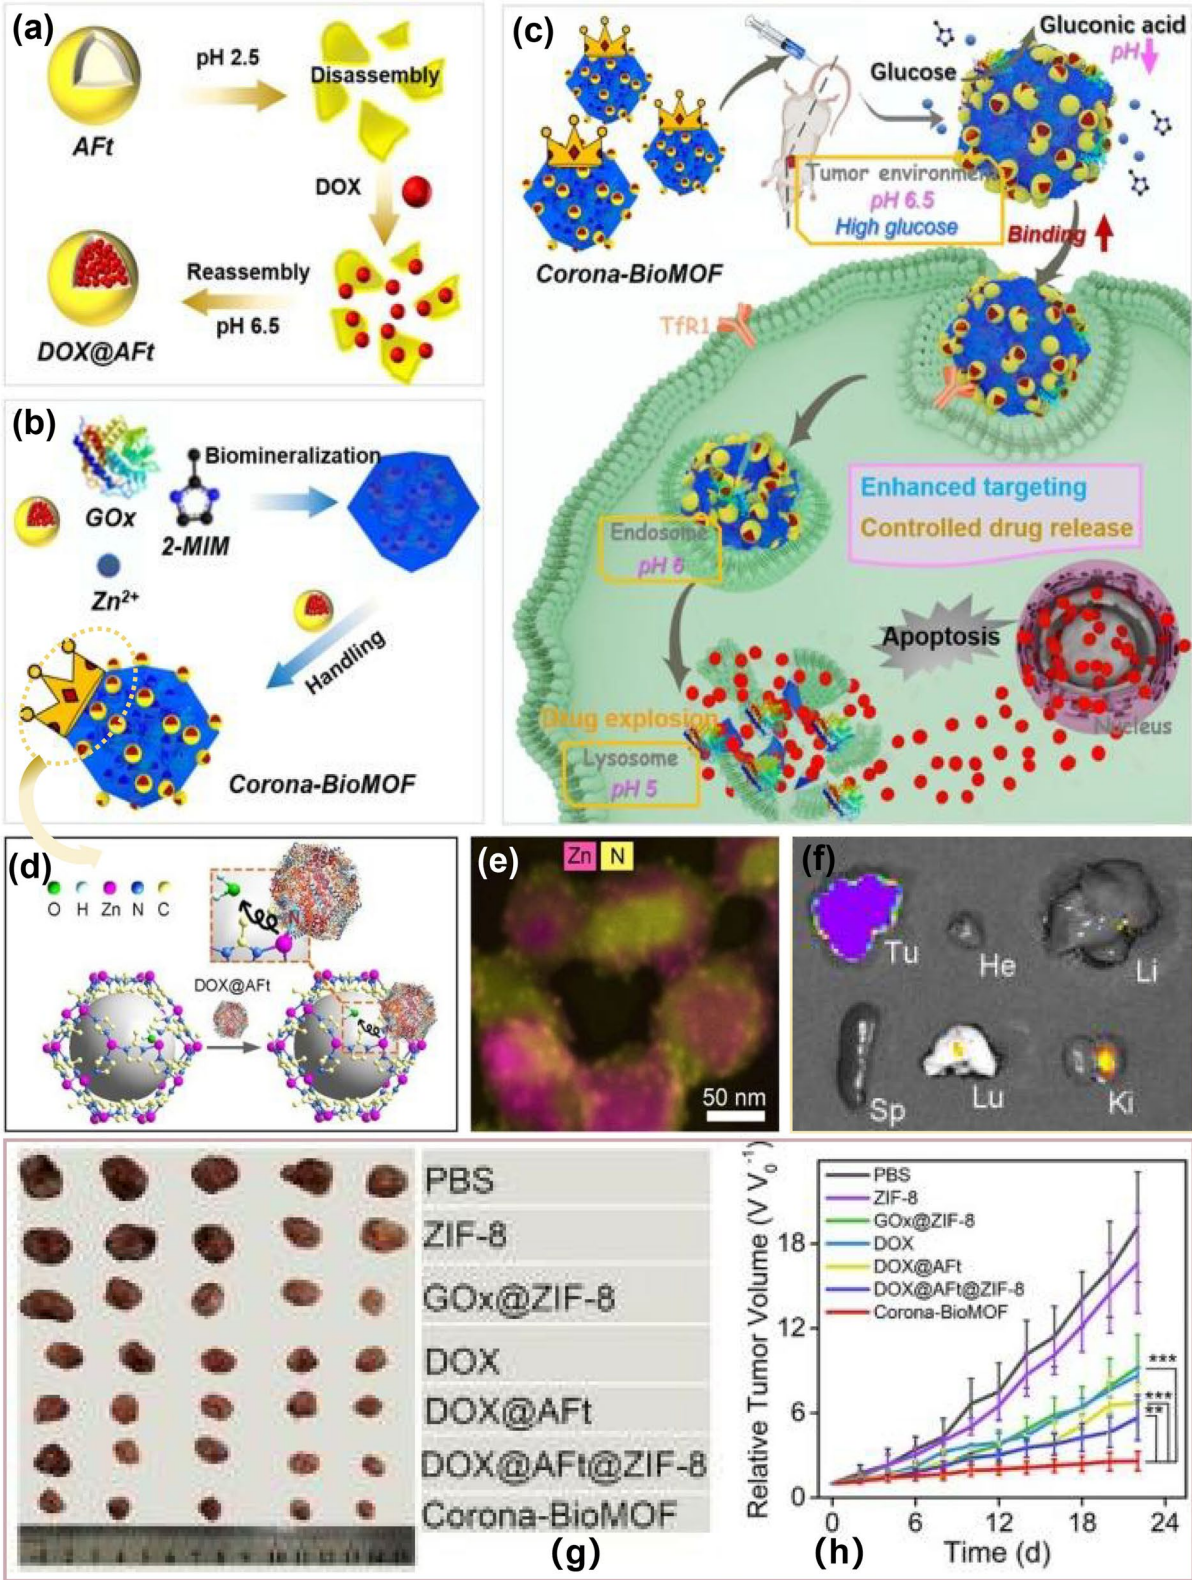 (a)
AFt
pH 2.5
Disassembly
DOX
Reassembly
pH 6.5
DOX@AFt
(b)
GOx
2-MIM
Zn²⁺
Biomineralization
Handling
Corona-BioMOF
(c)
Corona-BioMOF
Tumor environment
pH 6.5
High glucose
Glucose
Gluconic acid
pH
Binding
TfR1
Endosome
pH 6
Enhanced targeting
Controlled drug release
Apoptosis
Nucleus
Drug explosion
Lysosome
pH 5
(d)
O H Zn N C
DOX@AFt
N
(e)
Zn N
50 nm
(f)
Tu
He
Li
Sp
Lu
Ki
PBS
ZIF-8
GOx@ZIF-8
DOX
DOX@AFt
DOX@AFt@ZIF-8
Corona-BioMOF
(g)
Relative Tumor Volume (V V₀⁻¹)
18
12
6
0
PBS
ZIF-8
GOx@ZIF-8
DOX
DOX@AFt
DOX@AFt@ZIF-8
Corona-BioMOF
***
***
**
0 6 12 18 24
Time (d)
(h)